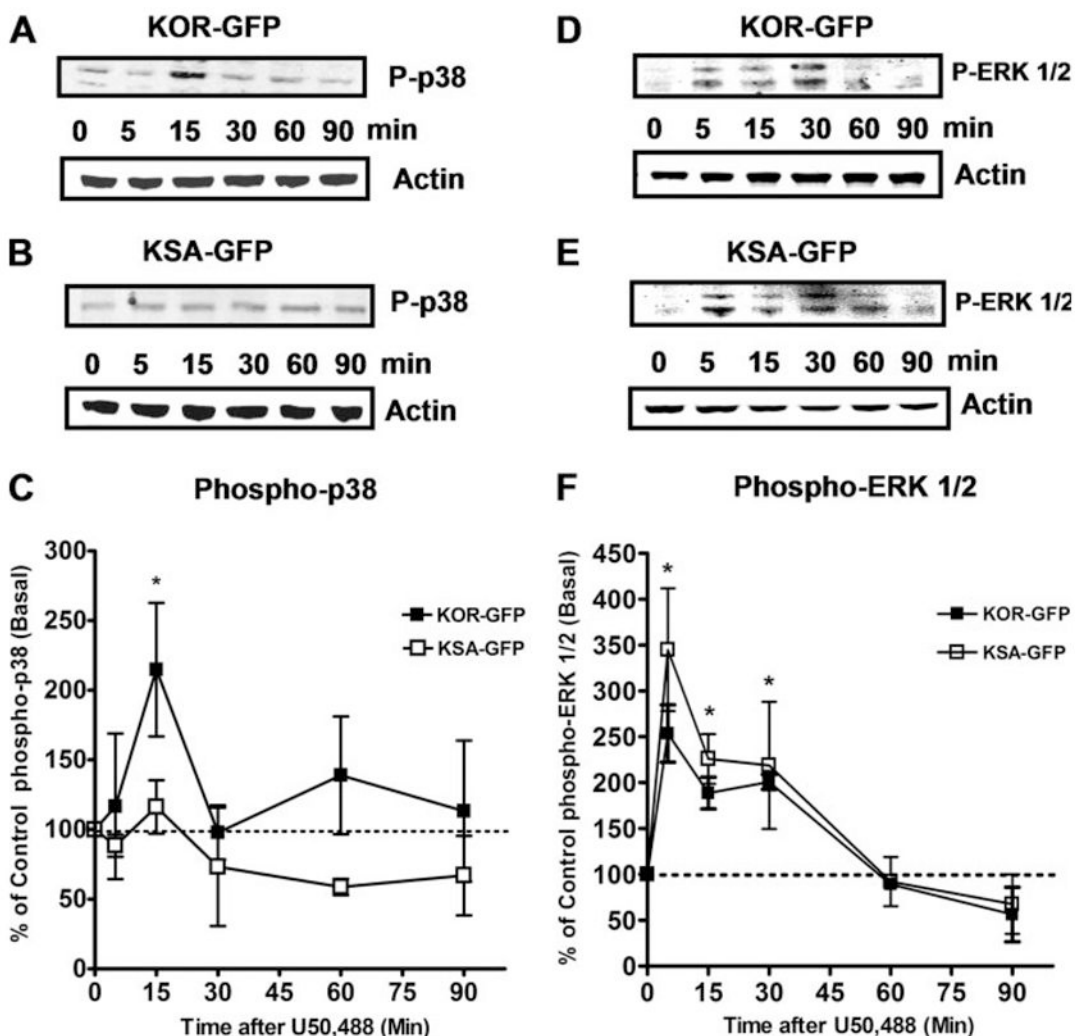 A
KOR-GFP
P-p38
0 5 15 30 60 90 min
Actin
B
KSA-GFP
P-p38
0 5 15 30 60 90 min
Actin
C
Phospho-p38
% of Control phospho-p38 (Basal)
300
250
200
150
100
50
0
*
KOR-GFP
KSA-GFP
0 15 30 45 60 75 90
Time after U50,488 (Min)
D
KOR-GFP
P-ERK 1/2
0 5 15 30 60 90 min
Actin
E
KSA-GFP
P-ERK 1/2
0 5 15 30 60 90 min
Actin
F
Phospho-ERK 1/2
% of Control phospho-ERK 1/2 (Basal)
450
400
350
300
250
200
150
100
50
0
*
*
*
KOR-GFP
KSA-GFP
0 15 30 45 60 75 90
Time after U50,488 (Min)